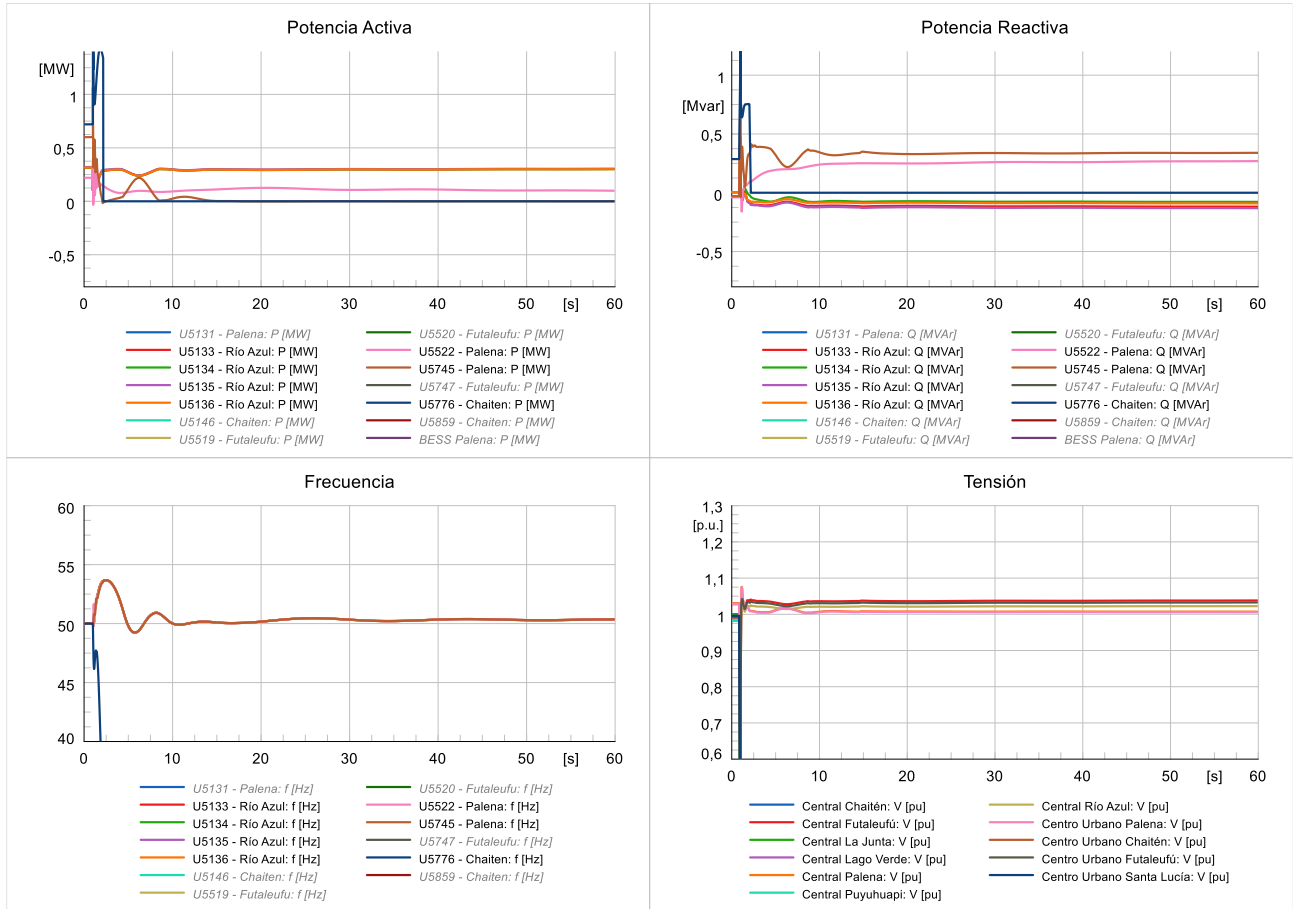 Potencia Activa
[MW]
1
0,5
0
-0,5
0 10 20 30 40 [s] 60
U5131 - Palena: P [MW] U5520 - Futaleufu: P [MW]
U5133 - Río Azul: P [MW] U5522 - Palena: P [MW]
U5134 - Río Azul: P [MW] U5745 - Palena: P [MW]
U5135 - Río Azul: P [MW] U5747 - Futaleufu: P [MW]
U5136 - Río Azul: P [MW] U5776 - Chaiten: P [MW]
U5146 - Chaiten: P [MW] U5859 - Chaiten: P [MW]
U5519 - Futaleufu: P [MW] BESS Palena: P [MW]
Potencia Reactiva
1
[Mvar]
0,5
0
-0,5
0 10 20 30 40 [s] 60
U5131 - Palena: Q [MVAr] U5520 - Futaleufu: Q [MVAr]
U5133 - Río Azul: Q [MVAr] U5522 - Palena: Q [MVAr]
U5134 - Río Azul: Q [MVAr] U5745 - Palena: Q [MVAr]
U5135 - Río Azul: Q [MVAr] U5747 - Futaleufu: Q [MVAr]
U5136 - Río Azul: Q [MVAr] U5776 - Chaiten: Q [MVAr]
U5146 - Chaiten: Q [MVAr] U5859 - Chaiten: Q [MVAr]
U5519 - Futaleufu: Q [MVAr] BESS Palena: Q [MVAr]
Frecuencia
60
55
50
45
40
0 10 20 30 40 [s] 60
U5131 - Palena: f [Hz] U5520 - Futaleufu: f [Hz]
U5133 - Río Azul: f [Hz] U5522 - Palena: f [Hz]
U5134 - Río Azul: f [Hz] U5745 - Palena: f [Hz]
U5135 - Río Azul: f [Hz] U5747 - Futaleufu: f [Hz]
U5136 - Río Azul: f [Hz] U5776 - Chaiten: f [Hz]
U5146 - Chaiten: f [Hz] U5859 - Chaiten: f [Hz]
U5519 - Futaleufu: f [Hz]
Tensión
1,3
[p.u.]
1,2
1,1
1
0,9
0,8
0,7
0,6
0 10 20 30 40 [s] 60
Central Chaitén: V [pu] Central Río Azul: V [pu]
Central Futaleufú: V [pu] Centro Urbano Palena: V [pu]
Central La Junta: V [pu] Centro Urbano Chaitén: V [pu]
Central Lago Verde: V [pu] Centro Urbano Futaleufú: V [pu]
Central Palena: V [pu] Centro Urbano Santa Lucía: V [pu]
Central Puyuhuapi: V [pu]